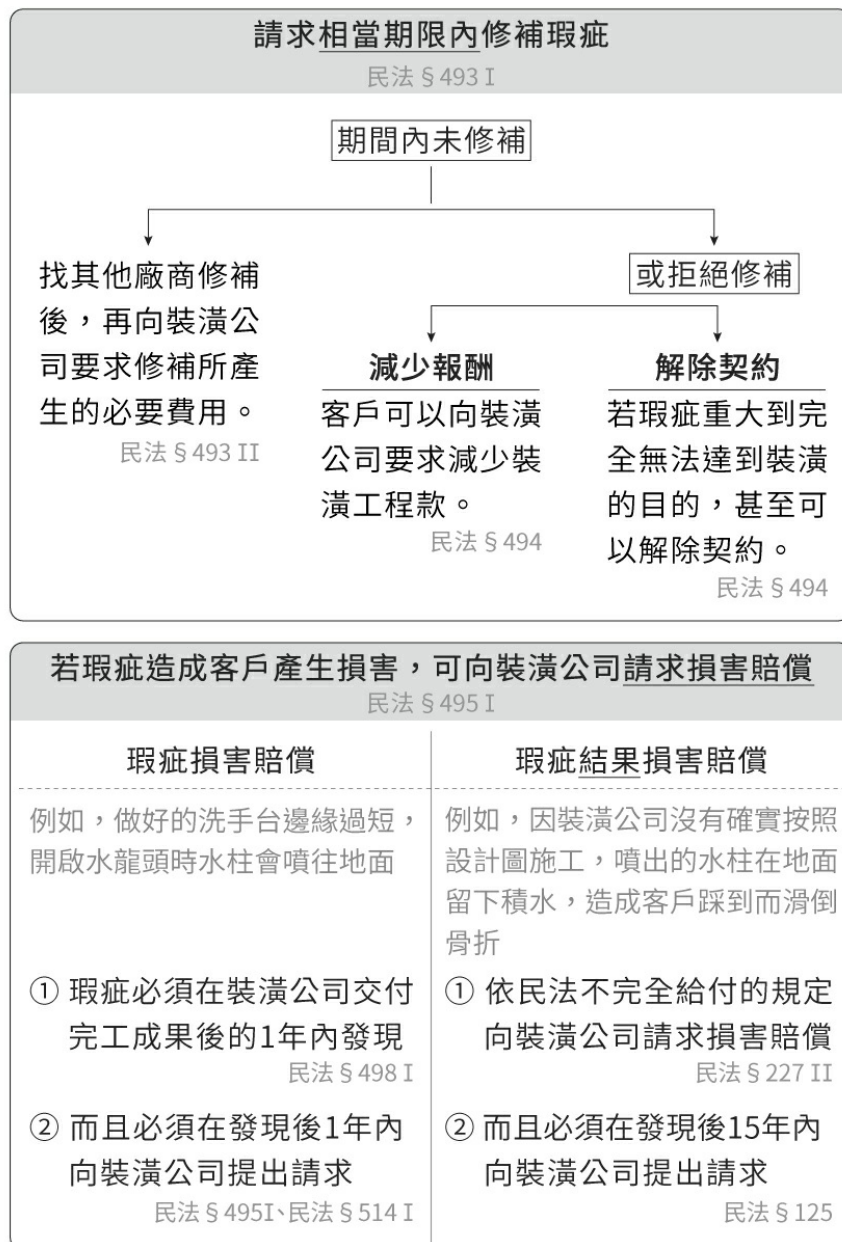 請求相當期限內修補瑕疵
民法§493 I
期間內未修補
找其他廠商修補
後，再向裝潢公
司要求修補所產
生的必要費用。
民法§493 II
或拒絕修補
減少報酬
客戶可以向裝潢
公司要求減少裝
潢工程款。
民法§494
解除契約
若瑕疵重大到完
全無法達到裝潢
的目的，甚至可
以解除契約。
民法§494
若瑕疵造成客戶產生損害，可向裝潢公司請求損害賠償
民法§495 I
瑕疵損害賠償
例如，做好的洗手台邊緣過短，
開啟水龍頭時水柱會噴往地面
① 瑕疵必須在裝潢公司交付
完工成果後的1年內發現
民法§498 I
② 而且必須在發現後1年內
向裝潢公司提出請求
民法§495I、民法§514 I
瑕疵結果損害賠償
例如，因裝潢公司沒有確實按照
設計圖施工，噴出的水柱在地面
留下積水，造成客戶踩到而滑倒
骨折
① 依民法不完全給付的規定
向裝潢公司請求損害賠償
民法§227 II
② 而且必須在發現後15年內
向裝潢公司提出請求
民法§125